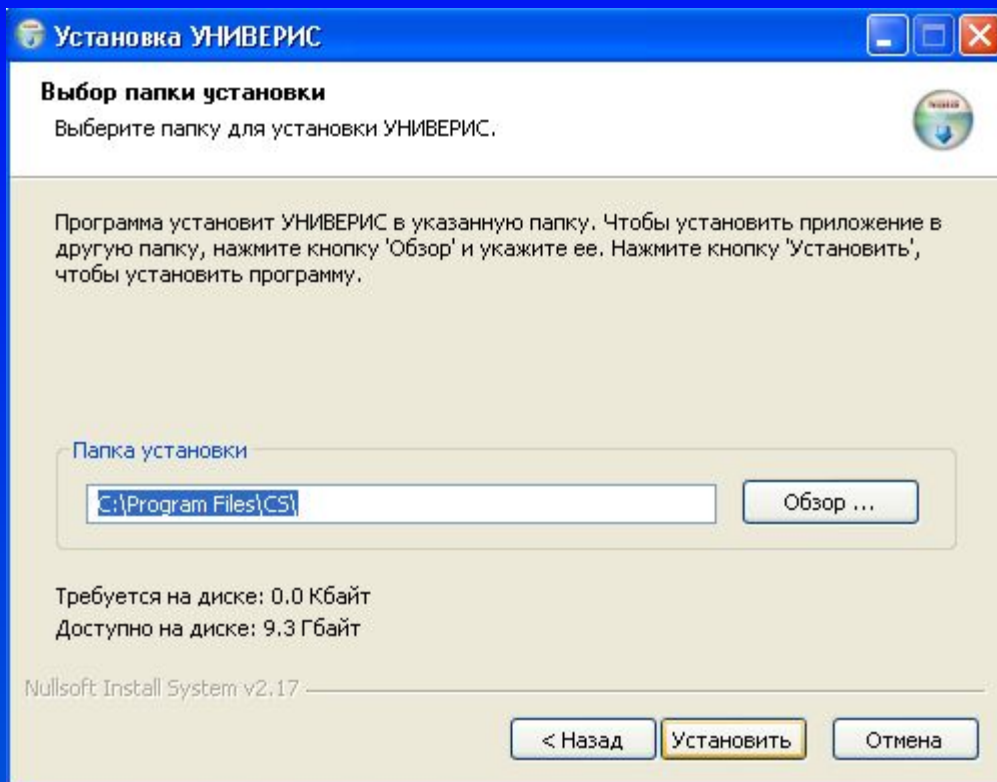 Установка УНИВЕРИС
Выбор папки установки
Выберите папку для установки УНИВЕРИС.
Программа установит УНИВЕРИС в указанную папку. Чтобы установить приложение в
другую папку, нажмите кнопку 'Обзор' и укажите ее. Нажмите кнопку 'Установить',
чтобы установить программу.
Папка установки
C:\Program Files\CS\
Обзор ...
Требуется на диске: 0.0 Кбайт
Доступно на диске: 9.3 Гбайт
Nullsoft Install System v2.17
< Назад
Установить
Отмена